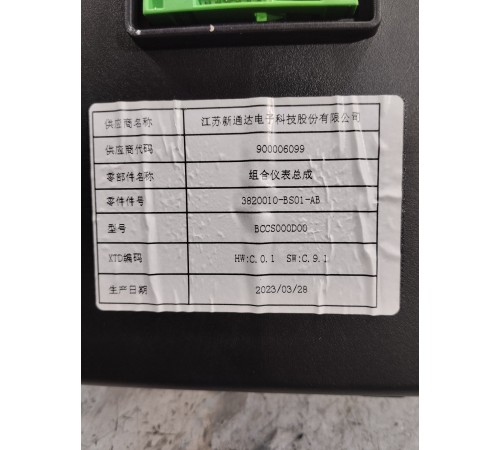 供应商名称 江苏新通达电子科技股份有限公司
供应商代码 900006099
零部件名称 组合仪表总成
零件件号 3820010-BS01-AB
型号 BCCS000D00
XTD编码 HW:C.0.1 SW:C.9.1
生产日期 2023/03/28